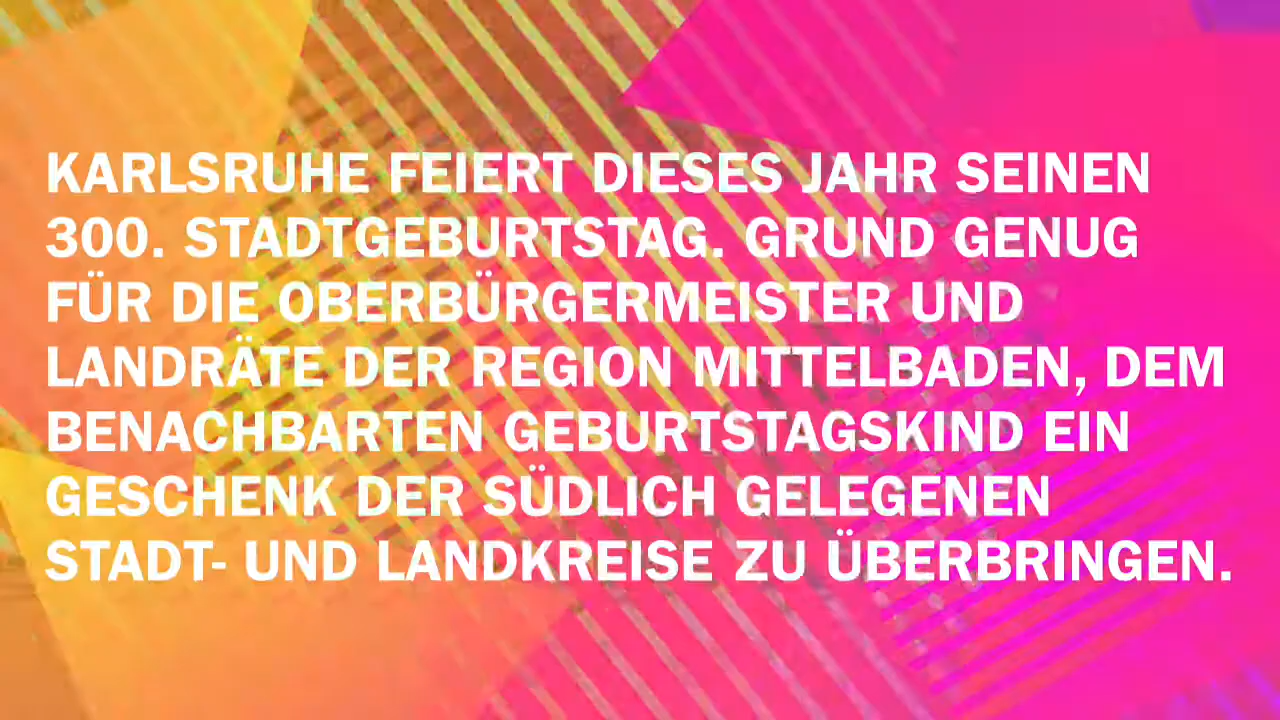 KARLSRUHE FEIERT DIESES JAHR SEINEN
300. STADTGEBURTSTAG. GRUND GENUG
FÜR DIE OBERBÜRGERMEISTER UND
LANDRÄTE DER REGION MITTELBADEN, DEM
BENACHBARTEN GEBURTSTAGSKIND EIN
GESCHENK DER SÜDLICH GELEGENEN
STADT- UND LANDKREISE ZU ÜBERBRINGEN.